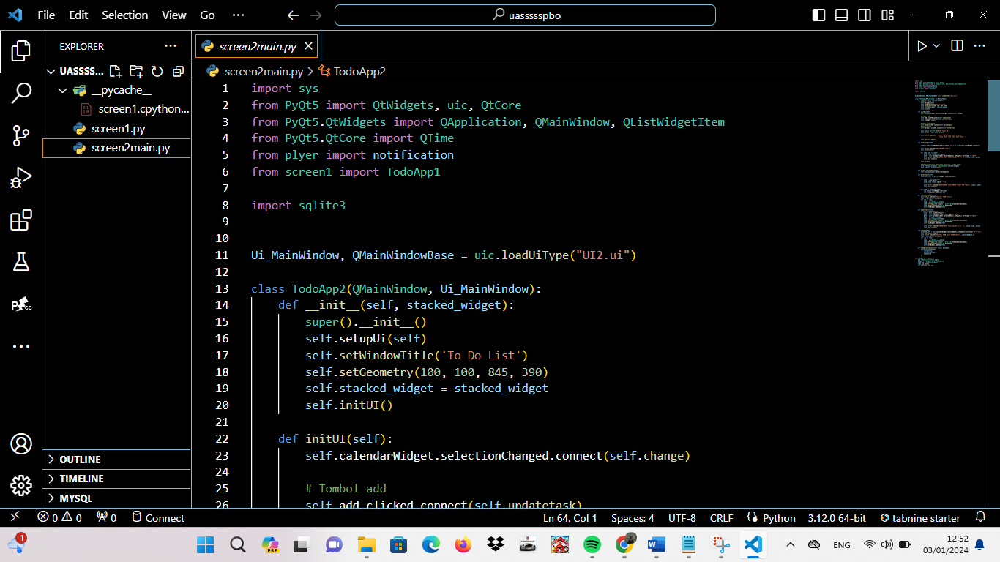 File Edit Selection View Go ··· uasssssspbo
EXPLORER ···
screen2main.py
UASSSS...
screen2main.py > TodoApp2
__pycache__
screen1.cpython...
screen1.py
screen2main.py
1 import sys
2 from PyQt5 import QtWidgets, uic, QtCore
3 from PyQt5.QtWidgets import QApplication, QMainWindow, QListWidgetItem
4 from PyQt5.QtCore import QTime
5 from plyer import notification
6 from screen1 import TodoApp1
7
8 import sqlite3
9
10
11 Ui_MainWindow, QMainWindowBase = uic.loadUiType("UI2.ui")
12
13 class TodoApp2(QMainWindow, Ui_MainWindow):
14 def __init__(self, stacked_widget):
15 super().__init__()
16 self.setupUi(self)
17 self.setWindowTitle('To Do List')
18 self.setGeometry(100, 100, 845, 390)
19 self.stacked_widget = stacked_widget
20 self.initUI()
21
22 def initUI(self):
23 self.calendarWidget.selectionChanged.connect(self.change)
24
25 # Tombol add
26 self.add.clicked.connect(self.updatetask)
OUTLINE
TIMELINE
MYSQL
0 0 0 Connect Ln 64, Col 1 Spaces: 4 UTF-8 CRLF Python 3.12.0 64-bit tabnine starter
1 PRE ENG 12:52
03/01/2024